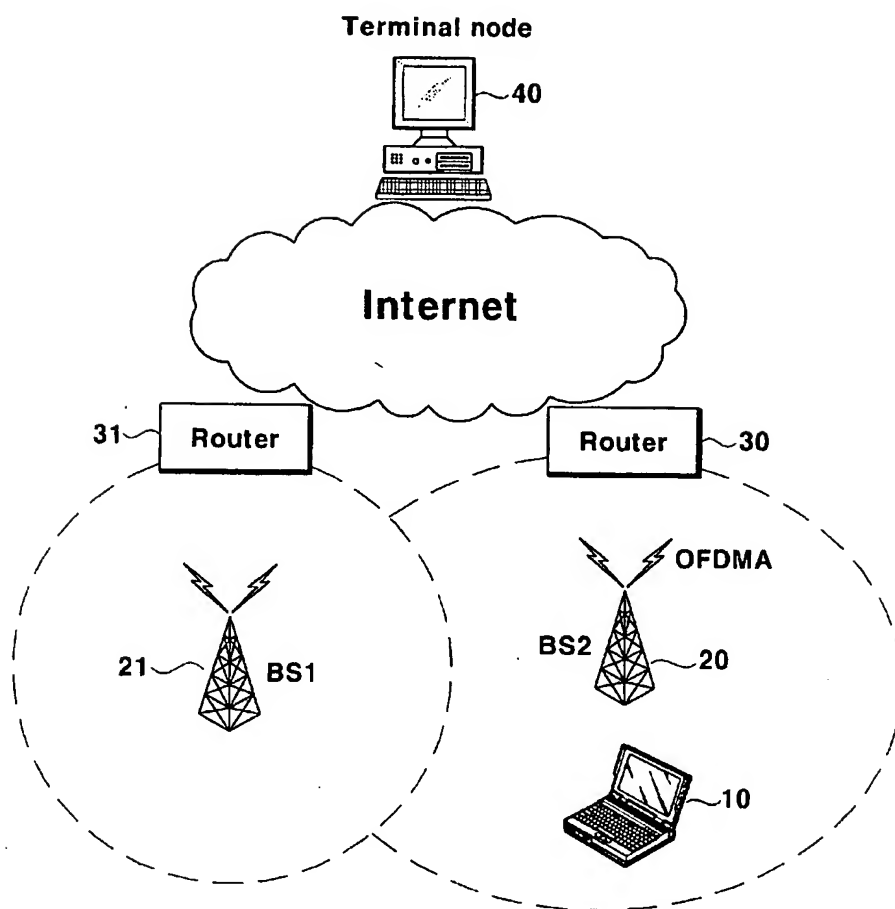 Terminal node
40
Internet
31
Router
Router
30
OFDMA
21
BS1
BS2
20
10